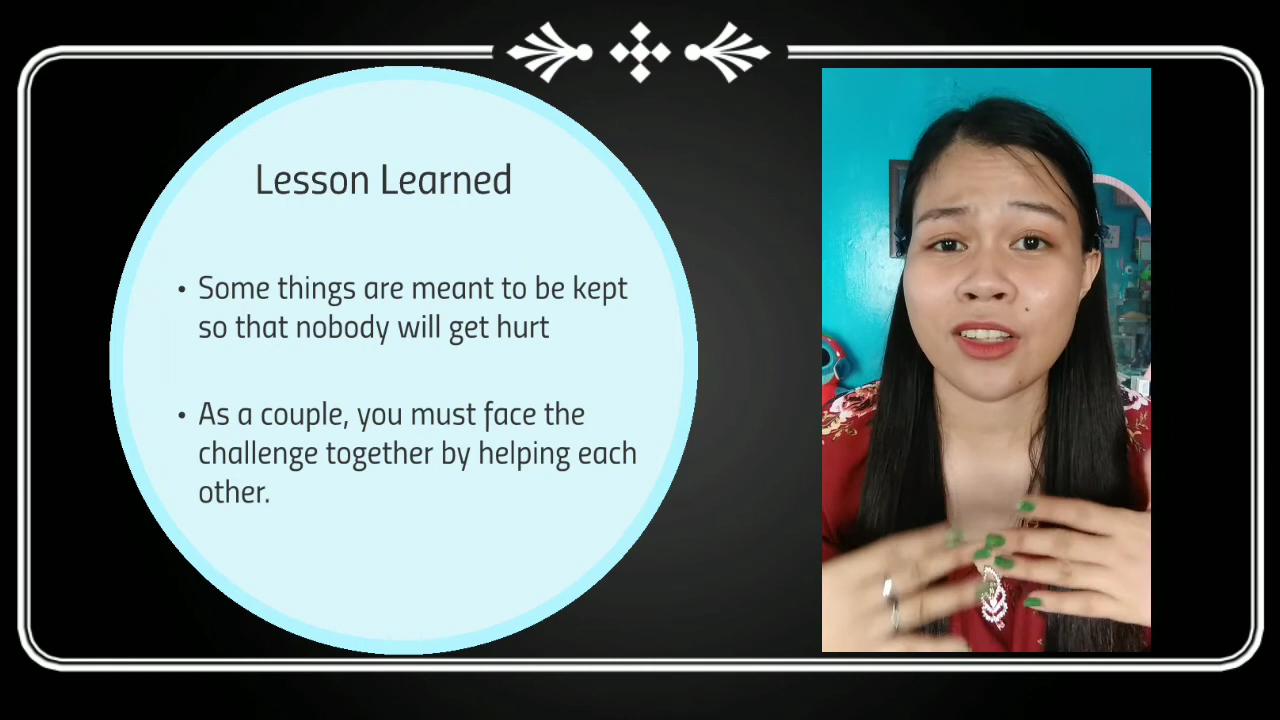 Lesson Learned
• Some things are meant to be kept
so that nobody will get hurt
• As a couple, you must face the
challenge together by helping each
other.